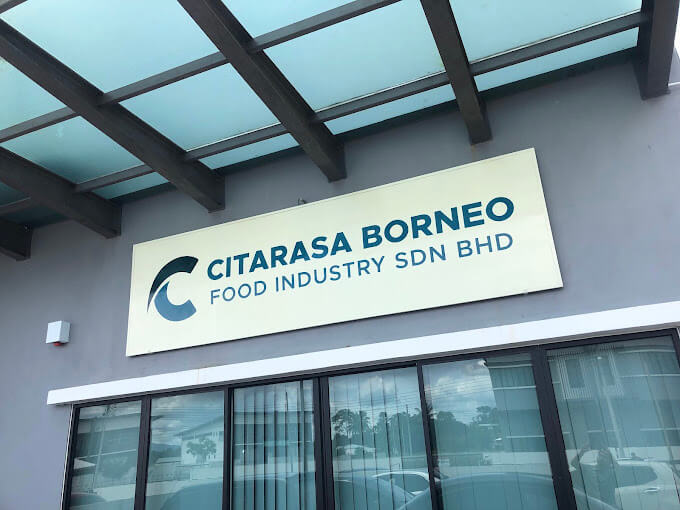 CITARASA BORNEO
FOOD INDUSTRY SDN BHD